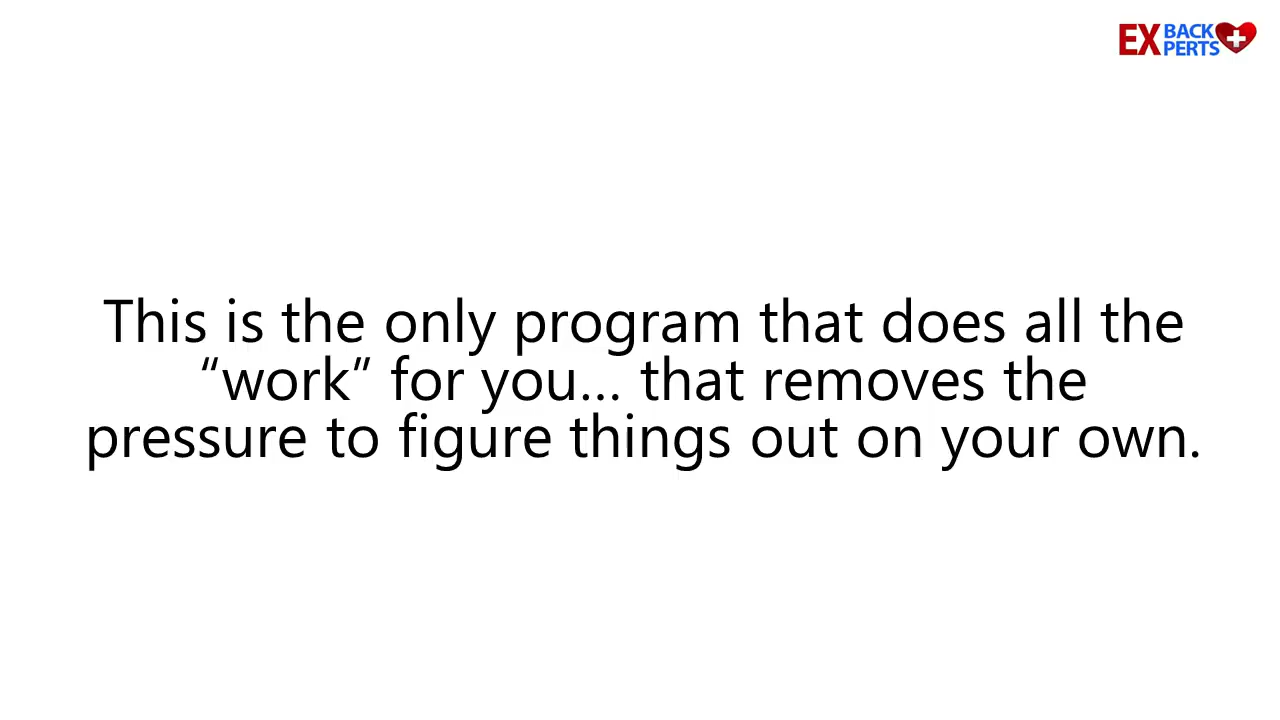 EX BACK
PERTS
This is the only program that does all the
“work” for you... that removes the
pressure to figure things out on your own.